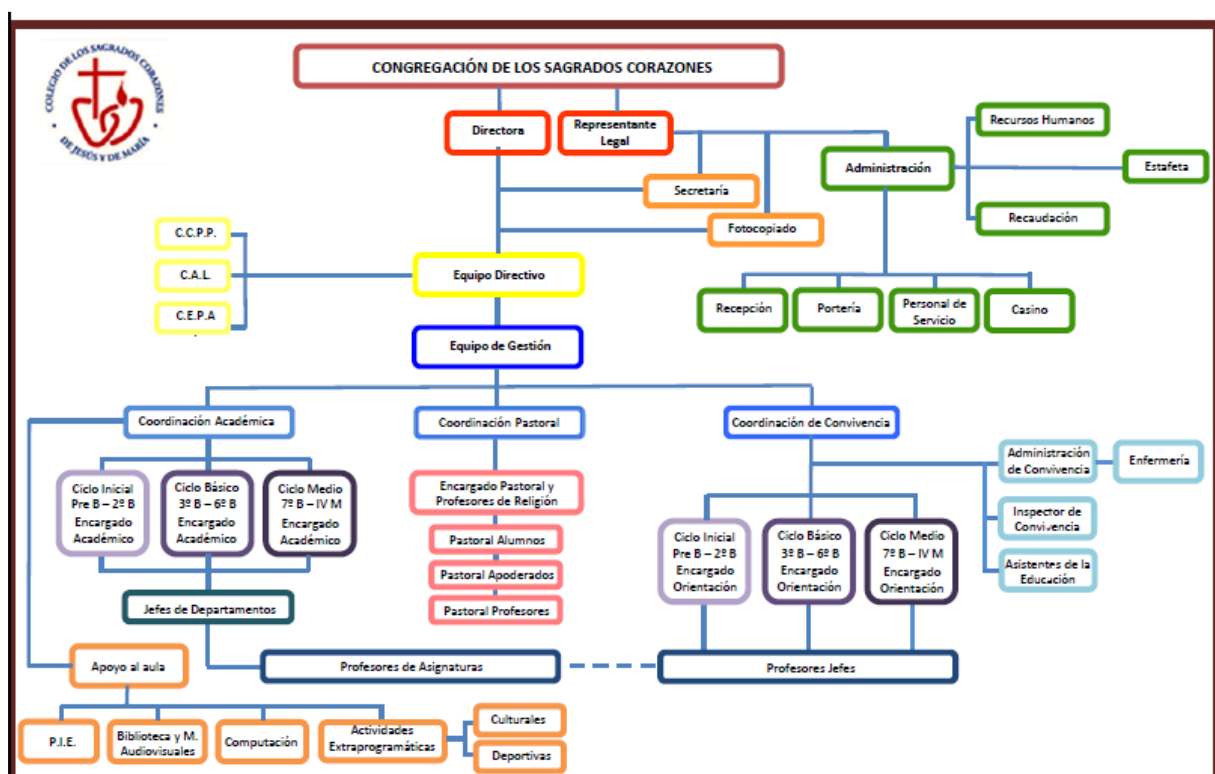 COLEGIO DE LOS SAGRADOS CORAZONES
DE JESÚS Y DE MARÍA
CONGREGACIÓN DE LOS SAGRADOS CORAZONES
Directora
Representante
Legal
Recursos Humanos
Administración
Estafeta
Secretaría
Recaudación
Fotocopiado
C.C.P.P.
C.A.L.
C.E.P.A
Equipo Directivo
Recepción
Portería
Personal de
Servicio
Casino
Equipo de Gestión
Coordinación Académica
Coordinación Pastoral
Coordinación de Convivencia
Ciclo Inicial
Pre B – 2º B
Encargado
Académico
Ciclo Básico
3º B – 6º B
Encargado
Académico
Ciclo Medio
7º B – IV M
Encargado
Académico
Encargado Pastoral y
Profesores de Religión
Pastoral Alumnos
Pastoral Apoderados
Pastoral Profesores
Administración
de Convivencia
Enfermería
Inspector de
Convivencia
Asistentes de la
Educación
Ciclo Inicial
Pre B – 2º B
Encargado
Orientación
Ciclo Básico
3º B – 6º B
Encargado
Orientación
Ciclo Medio
7º B – IV M
Encargado
Orientación
Jefes de Departamentos
Apoyo al aula
Profesores de Asignaturas
Profesores Jefes
P.I.E.
Biblioteca y M.
Audiovisuales
Computación
Actividades
Extraprogramáticas
Culturales
Deportivas